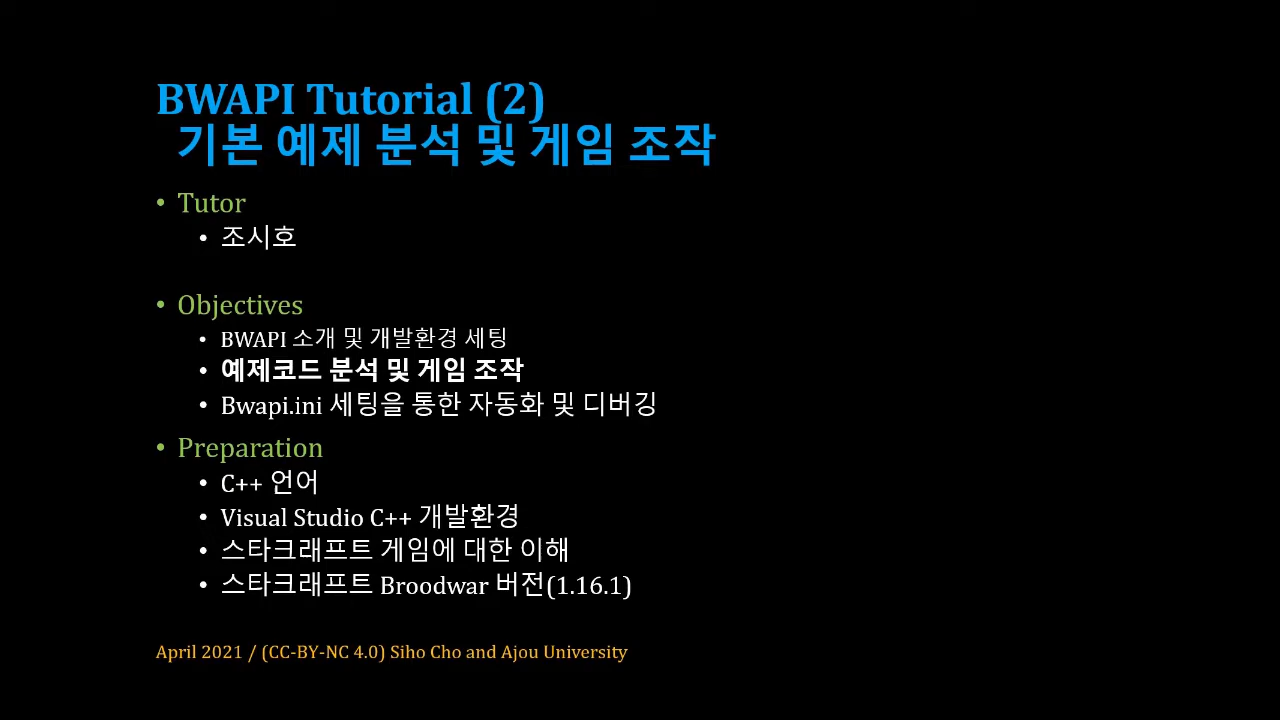 BWAPI Tutorial (2)
기본 예제 분석 및 게임 조작
• Tutor
• 조시호
• Objectives
• BWAPI 소개 및 개발환경 세팅
• 예제코드 분석 및 게임 조작
• Bwapi.ini 세팅을 통한 자동화 및 디버깅
• Preparation
• C++ 언어
• Visual Studio C++ 개발환경
• 스타크래프트 게임에 대한 이해
• 스타크래프트 Broodwar 버전(1.16.1)
April 2021 / (CC-BY-NC 4.0) Siho Cho and Ajou University